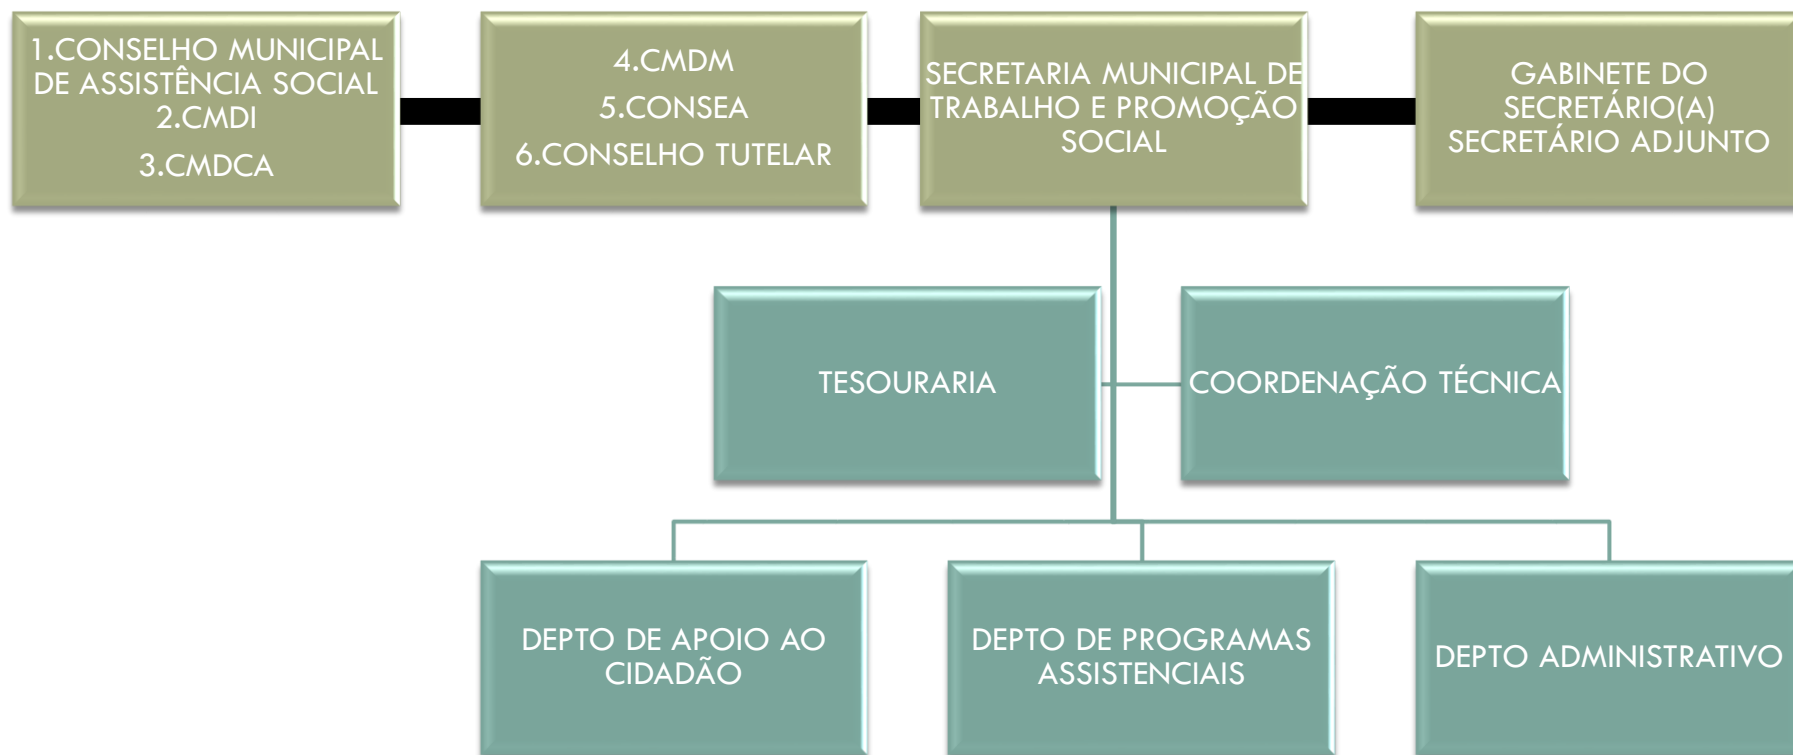 1.CONSELHO MUNICIPAL
DE ASSISTÊNCIA SOCIAL
2.CMDI
3.CMDCA
4.CMDM
5.CONSEA
6.CONSELHO TUTELAR
SECRETARIA MUNICIPAL DE
TRABALHO E PROMOÇÃO
SOCIAL
GABINETE DO
SECRETÁRIO(A)
SECRETÁRIO ADJUNTO
TESOURARIA
COORDENAÇÃO TÉCNICA
DEPTO DE APOIO AO
CIDADÃO
DEPTO DE PROGRAMAS
ASSISTENCIAIS
DEPTO ADMINISTRATIVO